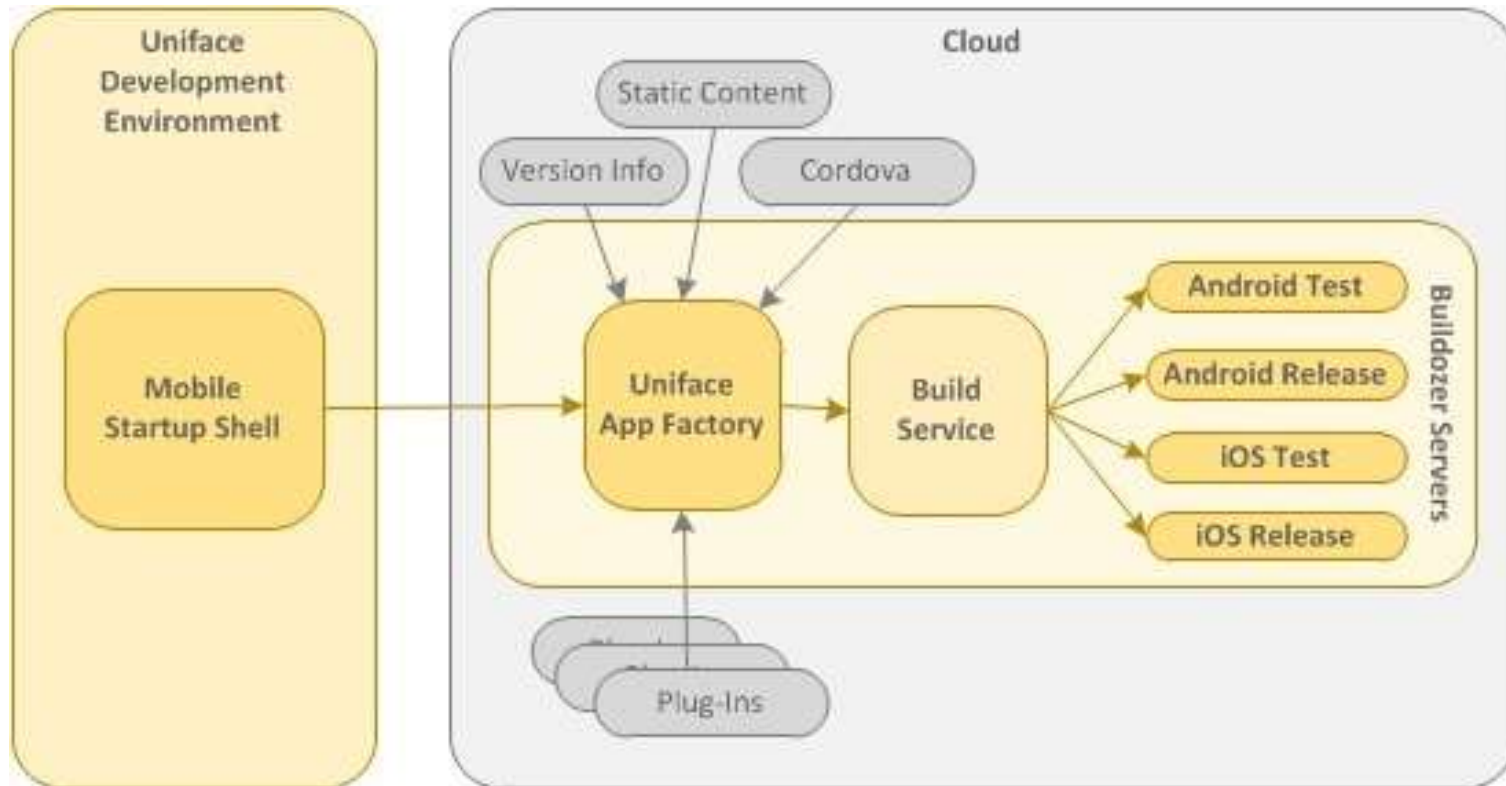 Uniface
Development
Environment
Mobile
Startup Shell
Cloud
Static Content
Version Info
Cordova
Uniface
App Factory
Build
Service
Android Test
Android Release
iOS Test
iOS Release
Buildozer Servers
Plug-Ins